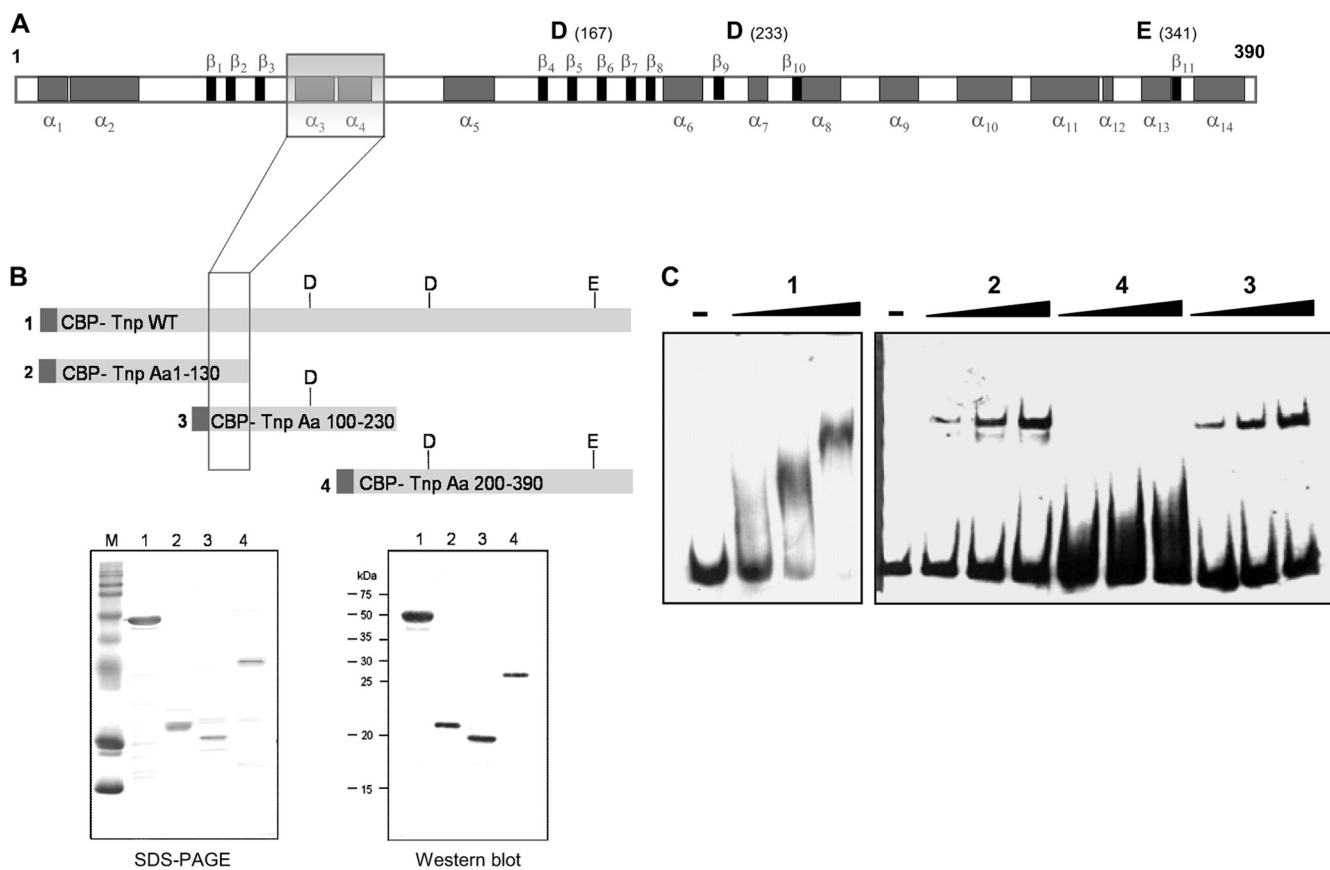 A
D (167) D (233) E (341)
1 390
β1 β2 β3 β4 β5 β6 β7 β8 β9 β10 β11
α1 α2 α3 α4 α5 α6 α7 α8 α9 α10 α11 α12 α13 α14
B
D D E
1 CBP- Tnp WT
2 CBP- Tnp Aa1-130
D
3 CBP- Tnp Aa 100-230
D E
4 CBP- Tnp Aa 200-390
M 1 2 3 4
SDS-PAGE
1 2 3 4
kDa
75
50
35
30
25
20
15
Western blot
C
1 2 4 3
- -